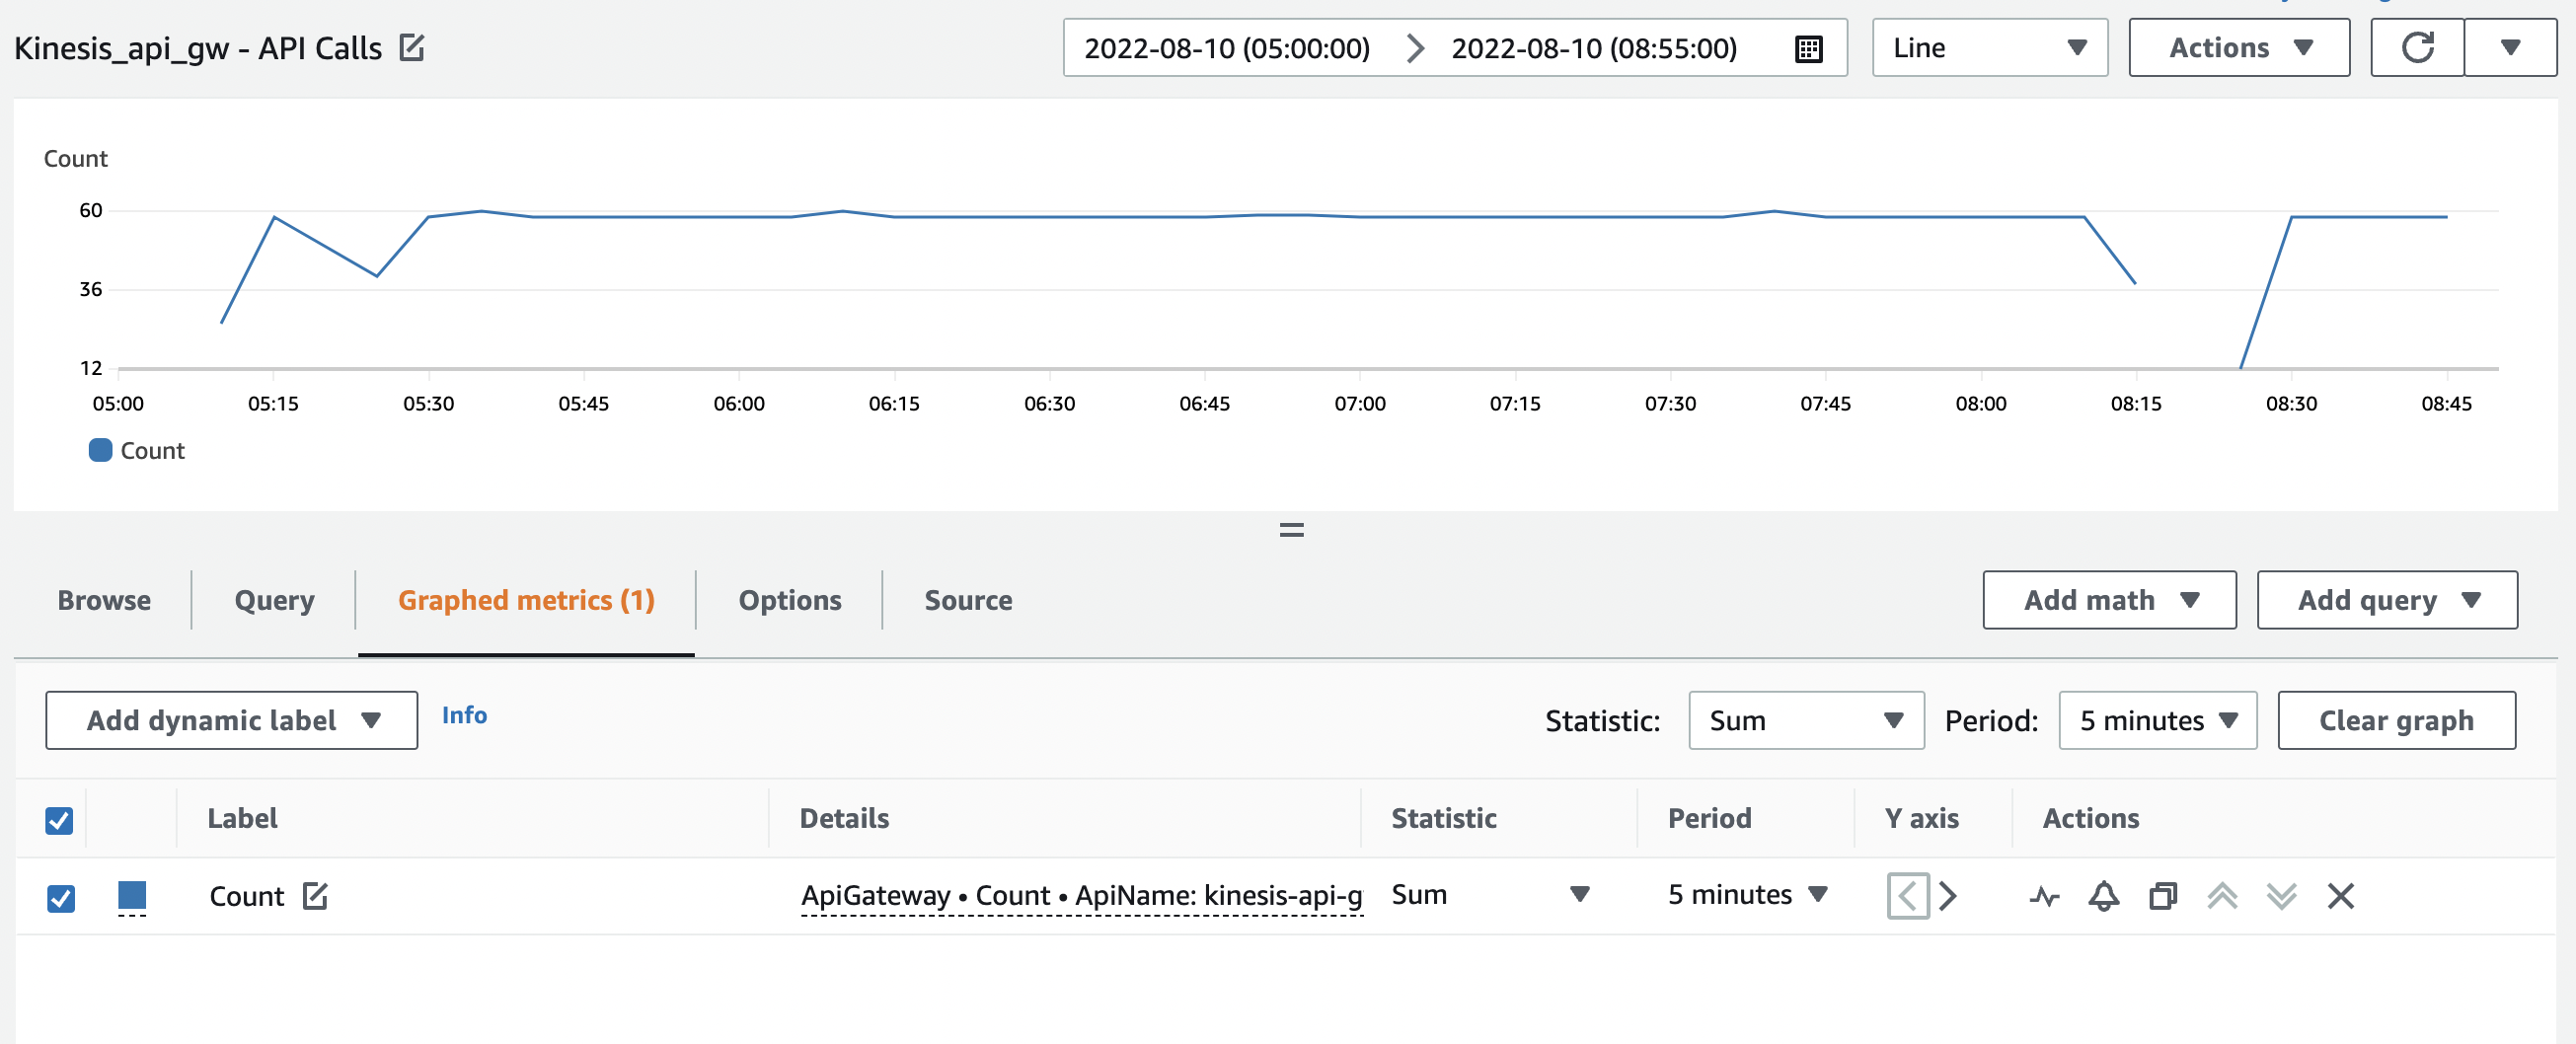 Kinesis_api_gw - API Calls
2022-08-10 (05:00:00) 2022-08-10 (08:55:00)
Line
Actions
Count
60
36
12
05:00 05:15 05:30 05:45 06:00 06:15 06:30 06:45 07:00 07:15 07:30 07:45 08:00 08:15 08:30 08:45
Count
Browse Query Graphed metrics (1) Options Source
Add math Add query
Add dynamic label Info Statistic: Sum Period: 5 minutes Clear graph
Label Details Statistic Period Y axis Actions
Count ApiGateway • Count • ApiName: kinesis-api-g Sum 5 minutes